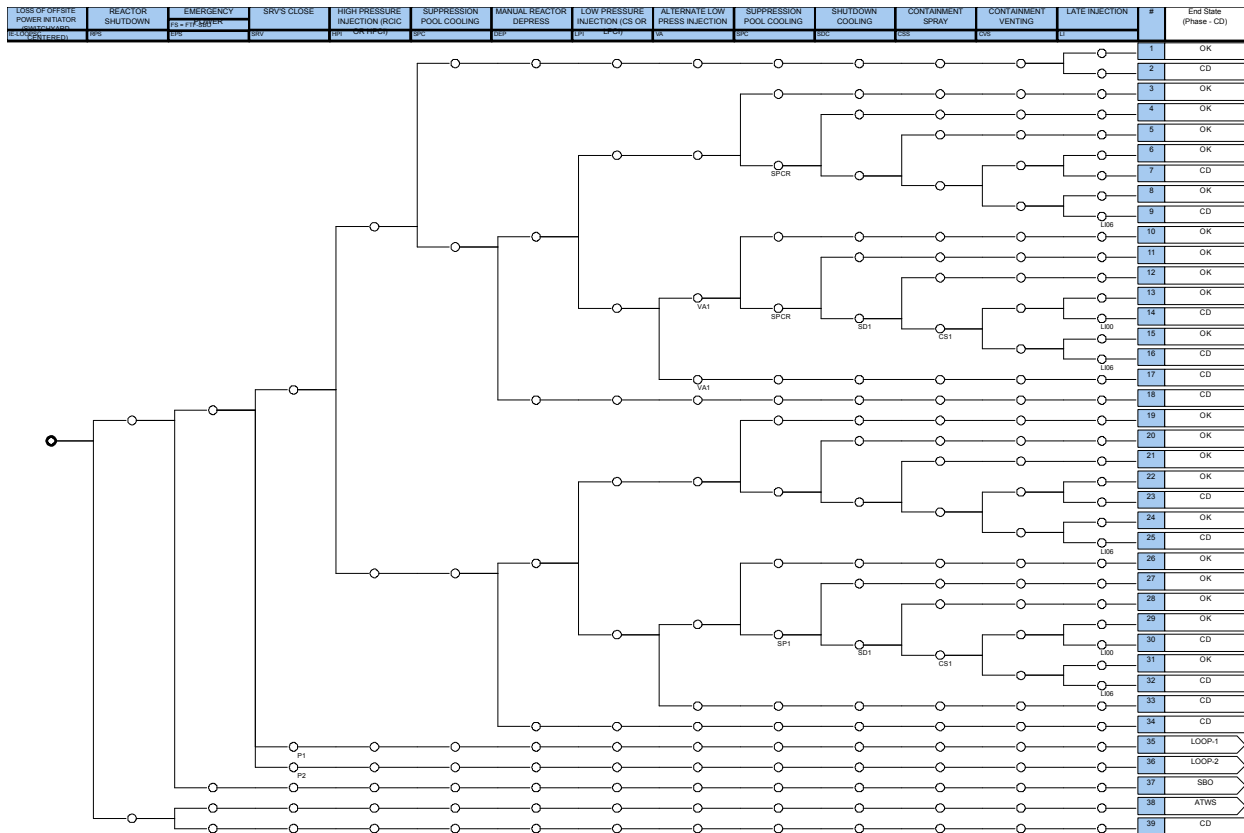 LOSS OF OFFSITE
POWER INITIATOR
(SWITCHYARD
CENTERED)
IE-LOOPSC
REACTOR
SHUTDOWN
RPS
EMERGENCY
POWER
FS = FTF-SBO
EPS
SRV'S CLOSE
SRV
HIGH PRESSURE
INJECTION (RCIC
OR HPCI)
HPI
SUPPRESSION
POOL COOLING
SPC
MANUAL REACTOR
DEPRESS
DEP
LOW PRESSURE
INJECTION (CS OR
LPCI)
LPI
ALTERNATE LOW
PRESS INJECTION
VA
SUPPRESSION
POOL COOLING
SPC
SHUTDOWN
COOLING
SDC
CONTAINMENT
SPRAY
CSS
CONTAINMENT
VENTING
CVS
LATE INJECTION
LI
#
End State
(Phase - CD)
1 OK
2 CD
3 OK
4 OK
5 OK
6 OK
SPCR
7 CD
8 OK
9 CD
LI06
10 OK
11 OK
12 OK
13 OK
VA1
SPCR
14 CD
SD1
LI00
CS1
15 OK
16 CD
LI06
17 CD
VA1
18 CD
19 OK
20 OK
21 OK
22 OK
23 CD
24 OK
25 CD
LI06
26 OK
27 OK
28 OK
29 OK
SP1
30 CD
SD1
LI00
CS1
31 OK
32 CD
LI06
33 CD
34 CD
35 LOOP-1
P1
36 LOOP-2
P2
37 SBO
38 ATWS
39 CD